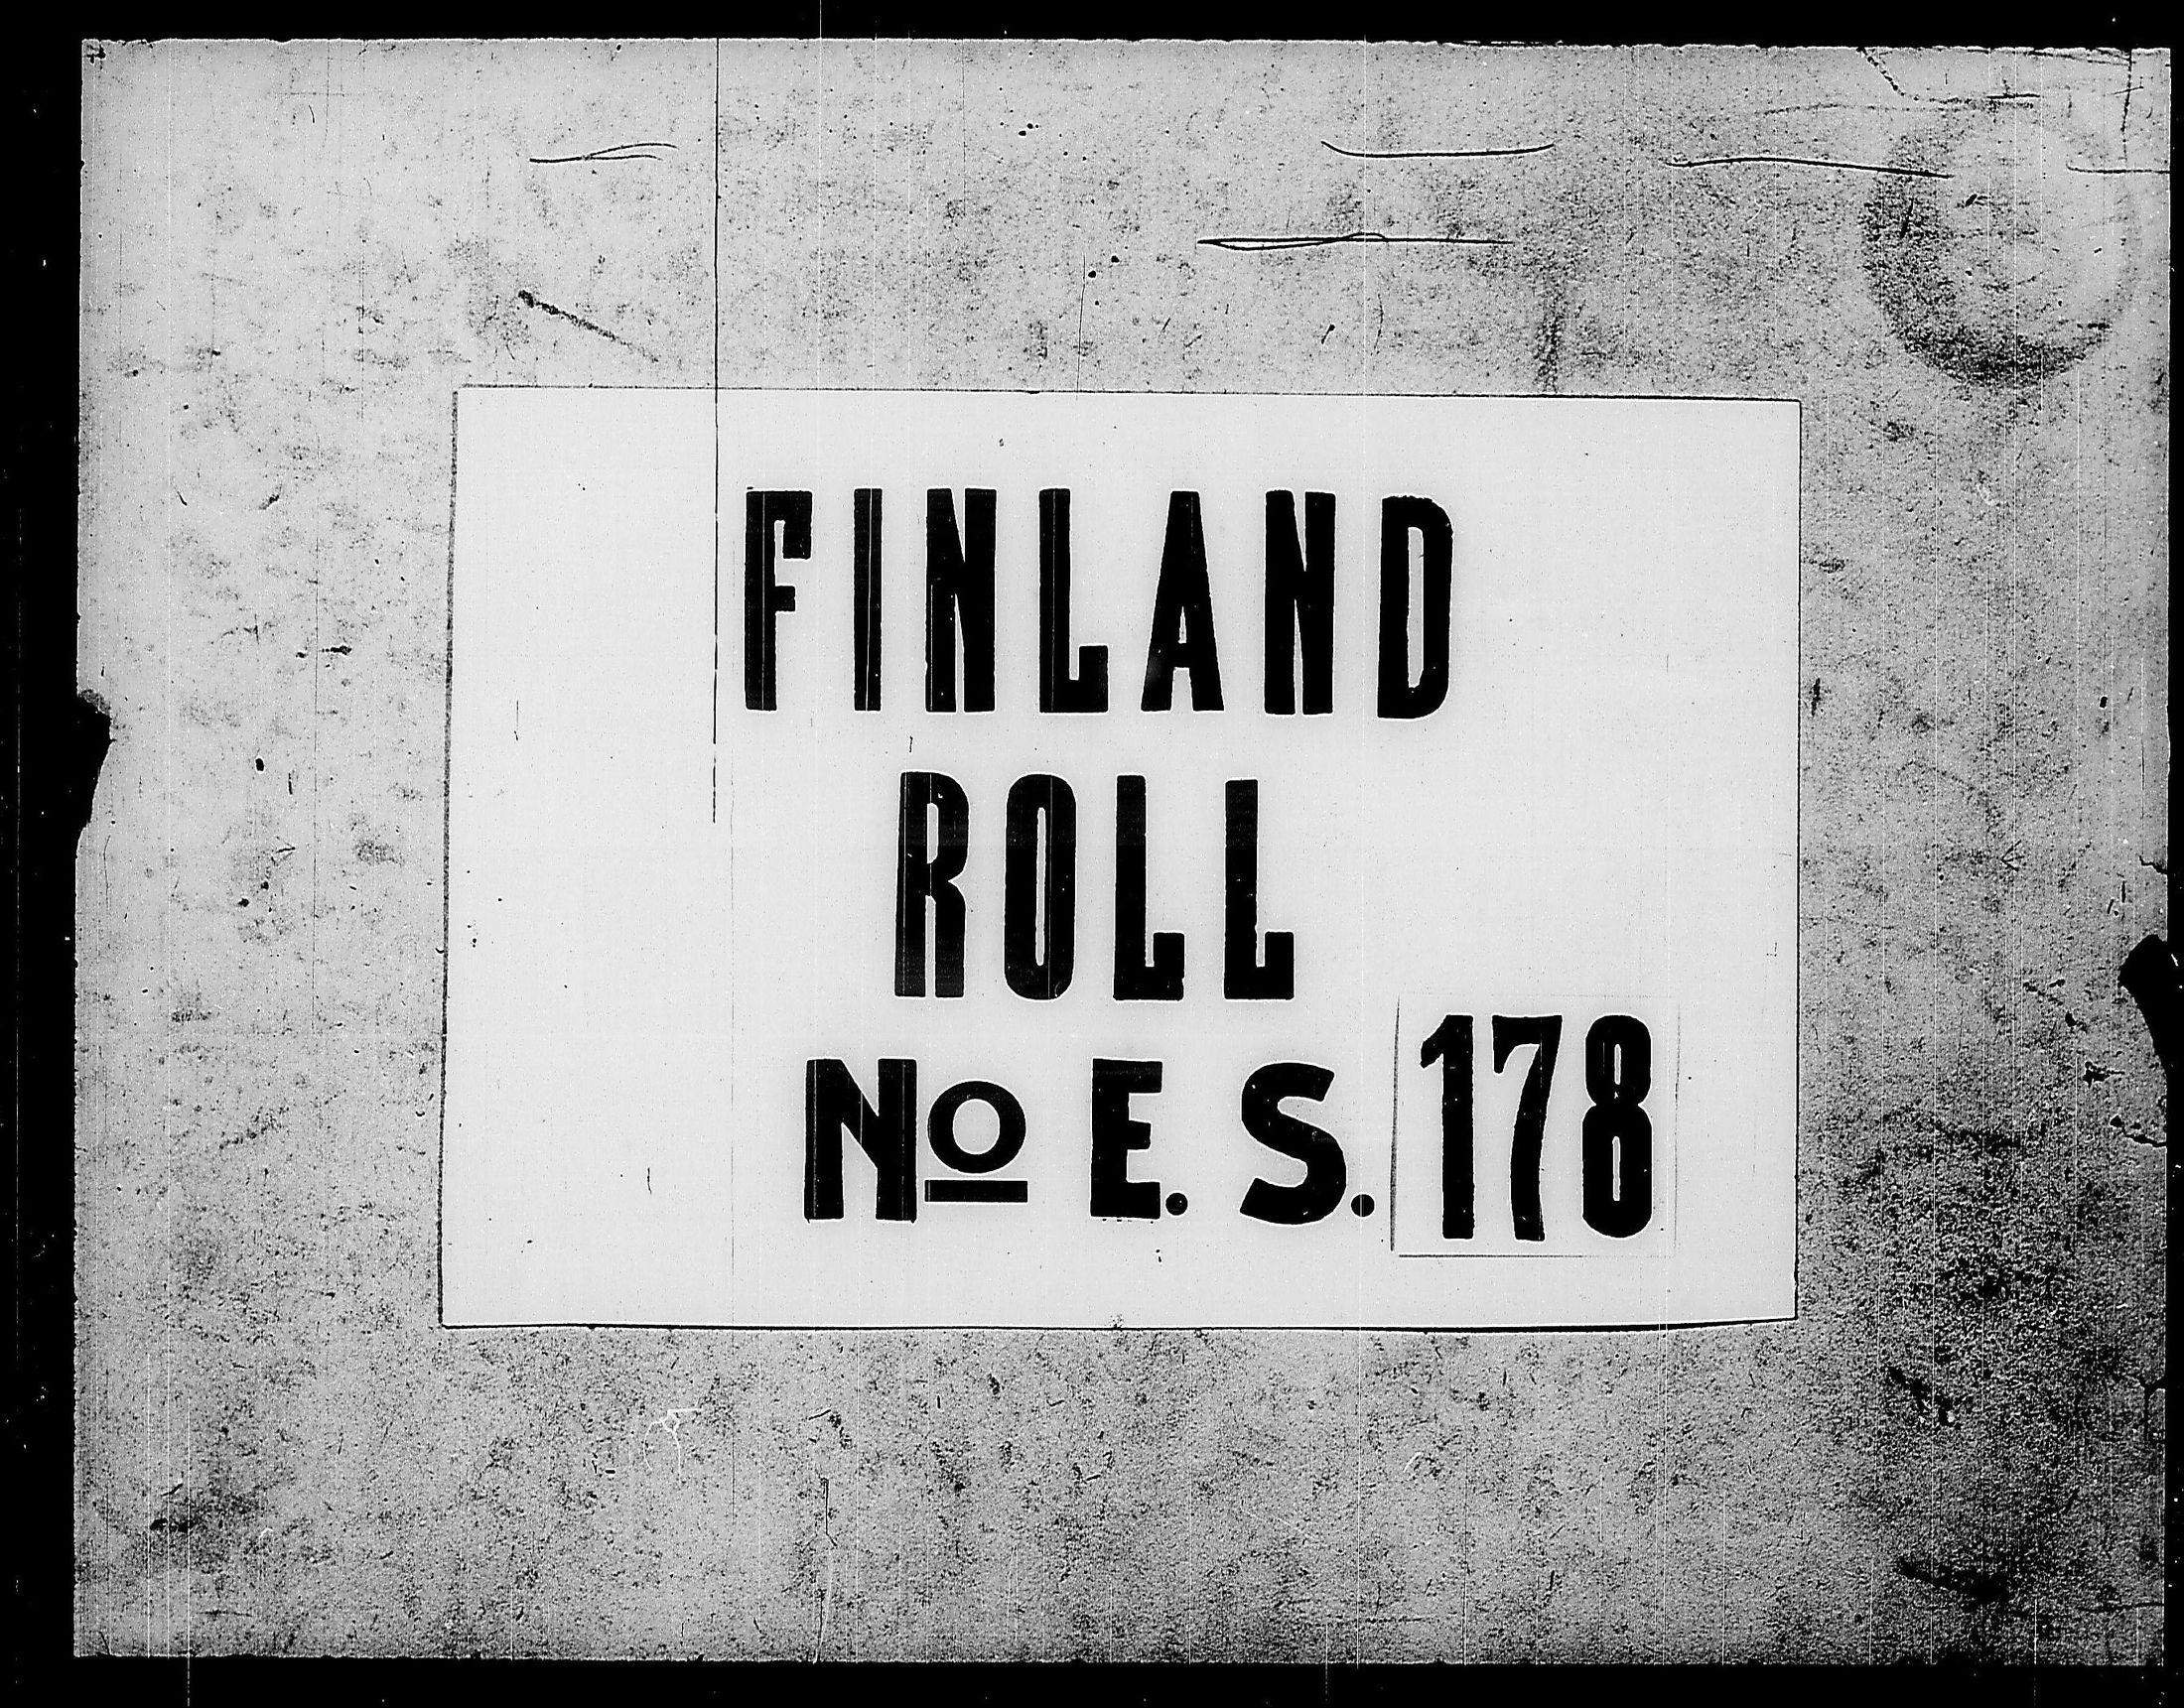 FINLAND
ROLL
Nº E. S. 178